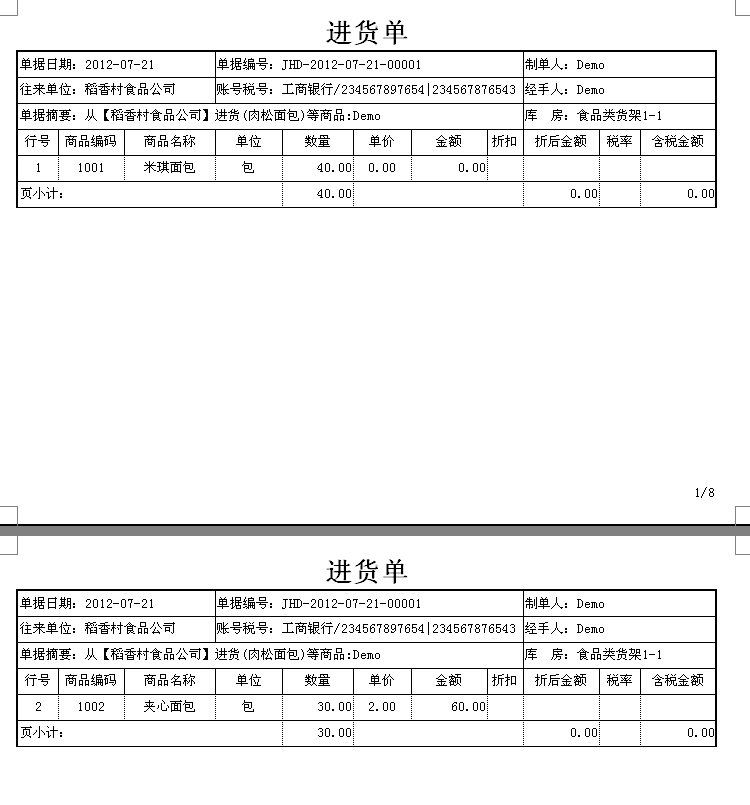 进货单
单据日期: 2012-07-21 单据编号: JHD-2012-07-21-00001 制单人: Demo
往来单位: 稻香村食品公司 账号税号: 工商银行/234567897654|234567876543 经手人: Demo
单据摘要: 从【稻香村食品公司】进货(肉松面包)等商品:Demo 库 房: 食品类货架1-1
行号 商品编码 商品名称 单位 数量 单价 金额 折扣 折后金额 税率 含税金额
1 1001 米琪面包 包 40.00 0.00 0.00
页小计: 40.00 0.00 0.00
1/8
进货单
单据日期: 2012-07-21 单据编号: JHD-2012-07-21-00001 制单人: Demo
往来单位: 稻香村食品公司 账号税号: 工商银行/234567897654|234567876543 经手人: Demo
单据摘要: 从【稻香村食品公司】进货(肉松面包)等商品:Demo 库 房: 食品类货架1-1
行号 商品编码 商品名称 单位 数量 单价 金额 折扣 折后金额 税率 含税金额
2 1002 夹心面包 包 30.00 2.00 60.00
页小计: 30.00 0.00 0.00